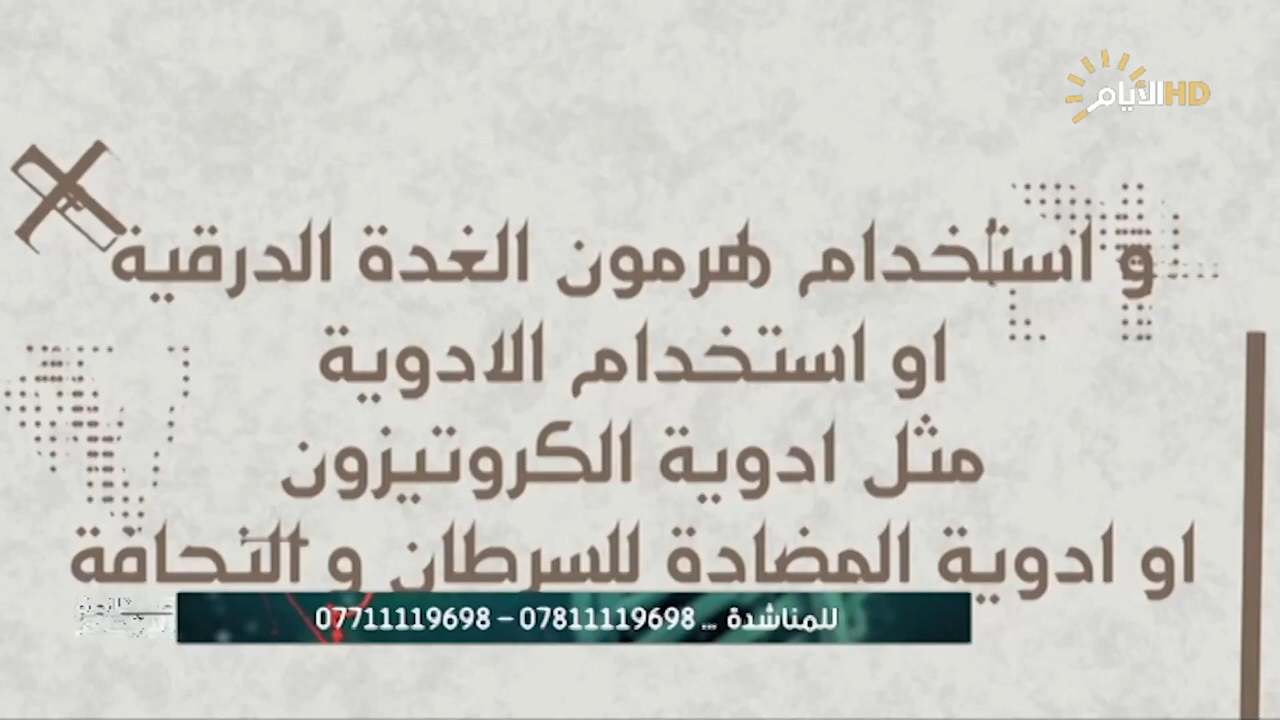 الأيام HD
و استخدام هرمون الغدة الدرقية
او استخدام الادوية
مثل ادوية الكروتيزون
او ادوية المضادة للسرطان و النحافة
للمناشدة ... 07811119698 - 07711119698